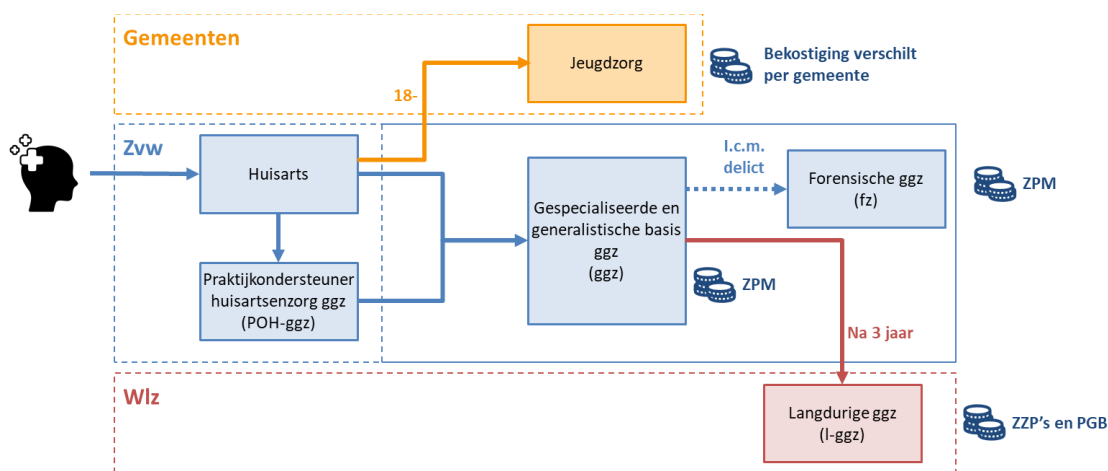 Gemeenten
Jeugdzorg
Bekostiging verschilt
per gemeente
18-
Zvw
Huisarts
I.c.m.
delict
Forensische ggz
(fz)
ZPM
Gespecialiseerde en
generalistische basis
ggz
(ggz)
Praktijkondersteuner
huisartsenzorg ggz
(POH-ggz)
ZPM
Na 3 jaar
Wlz
Langdurige ggz
(l-ggz)
ZZP's en PGB